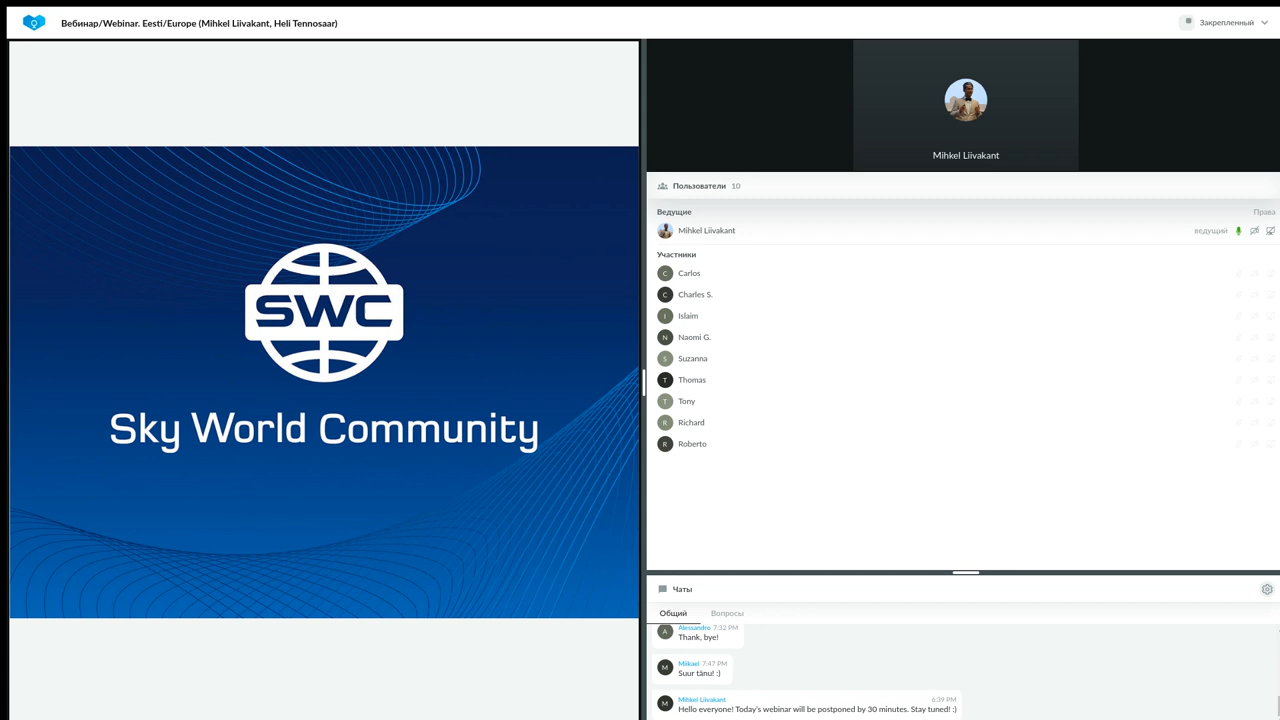 Вебинар/Webinar. Eesti/Europe (Mihkel Liivakant, Heli Tennosaar)
Закрепленный
SWC
Sky World Community
Mihkel Liivakant
Пользователи 10
Ведущие Права
Mihkel Liivakant ведущий
Участники
C Carlos
C Charles S.
I Islaim
N Naomi G.
S Suzanna
T Thomas
T Tony
R Richard
R Roberto
Чаты
Общий Вопросы
A Alessandro 7:32 PM
Thank, bye!
M Miikael 7:47 PM
Suur tänu! :)
M Mihkel Liivakant 6:39 PM
Hello everyone! Today's webinar will be postponed by 30 minutes. Stay tuned! :)